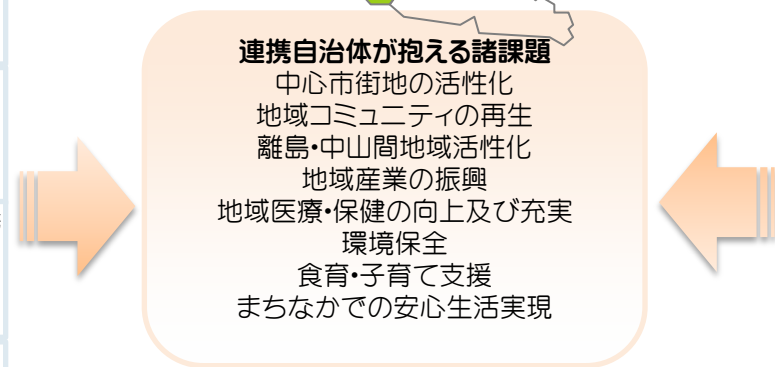 連携自治体が抱える諸課題
中心市街地の活性化
地域コミュニティの再生
離島・中山間地域活性化
地域産業の振興
地域医療・保健の向上及び充実
環境保全
食育・子育て支援
まちなかでの安心生活実現